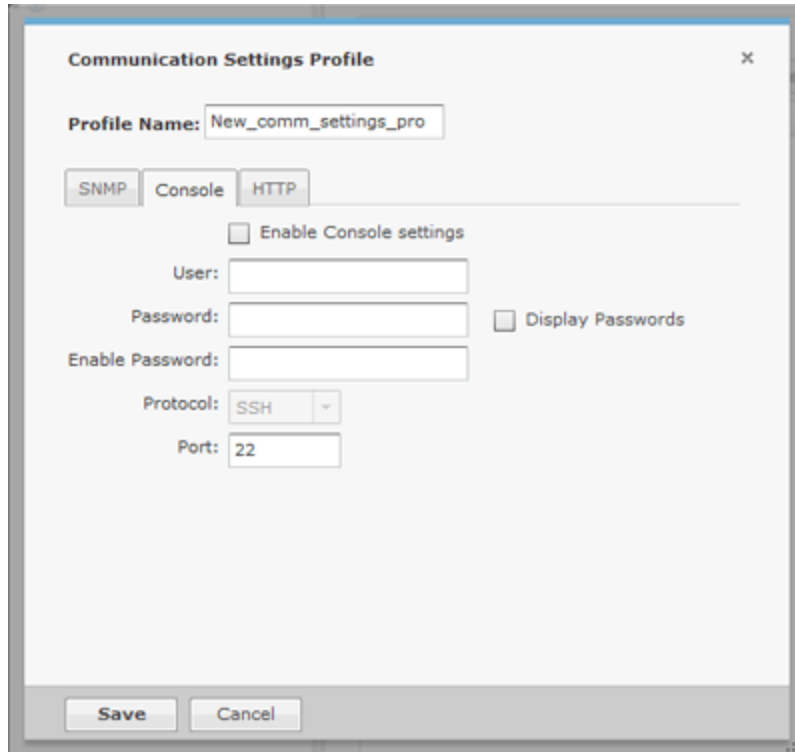 Communication Settings Profile ×
Profile Name: New_comm_settings_pro
SNMP Console HTTP
Enable Console settings
User:
Password: Display Passwords
Enable Password:
Protocol: SSH
Port: 22
Save Cancel